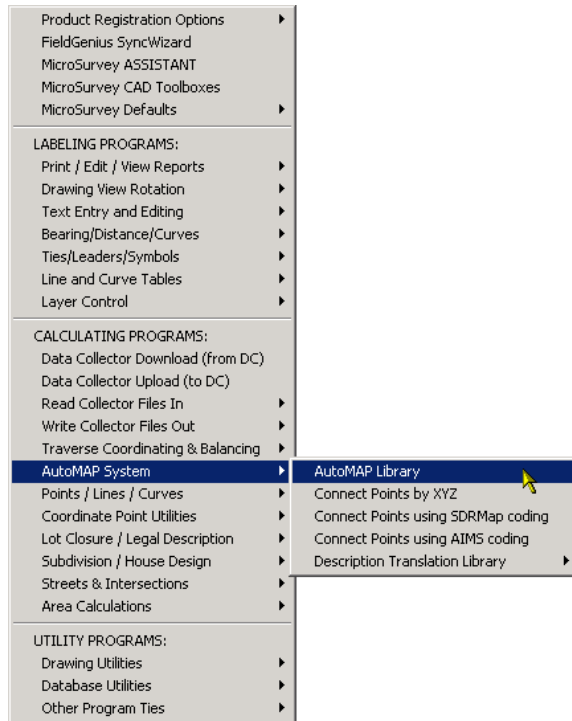 Product Registration Options
FieldGenius SyncWizard
MicroSurvey ASSISTANT
MicroSurvey CAD Toolboxes
MicroSurvey Defaults
LABELING PROGRAMS:
Print / Edit / View Reports
Drawing View Rotation
Text Entry and Editing
Bearing/Distance/Curves
Ties/Leaders/Symbols
Line and Curve Tables
Layer Control
CALCULATING PROGRAMS:
Data Collector Download (from DC)
Data Collector Upload (to DC)
Read Collector Files In
Write Collector Files Out
Traverse Coordinating & Balancing
AutoMAP System
Points / Lines / Curves
Coordinate Point Utilities
Lot Closure / Legal Description
Subdivision / House Design
Streets & Intersections
Area Calculations
UTILITY PROGRAMS:
Drawing Utilities
Database Utilities
Other Program Ties
AutoMAP Library
Connect Points by XYZ
Connect Points using SDRMap coding
Connect Points using AIMS coding
Description Translation Library